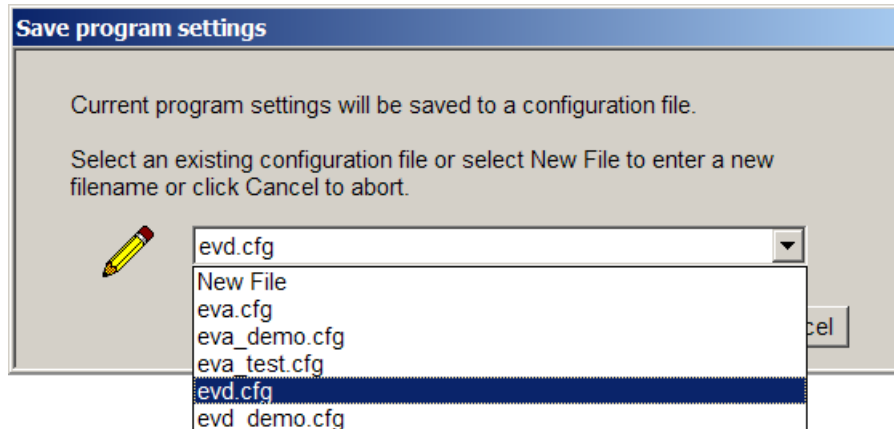 Save program settings
Current program settings will be saved to a configuration file.
Select an existing configuration file or select New File to enter a new
filename or click Cancel to abort.
evd.cfg
New File
eva.cfg
eva_demo.cfg
eva_test.cfg
evd.cfg
evd_demo.cfg